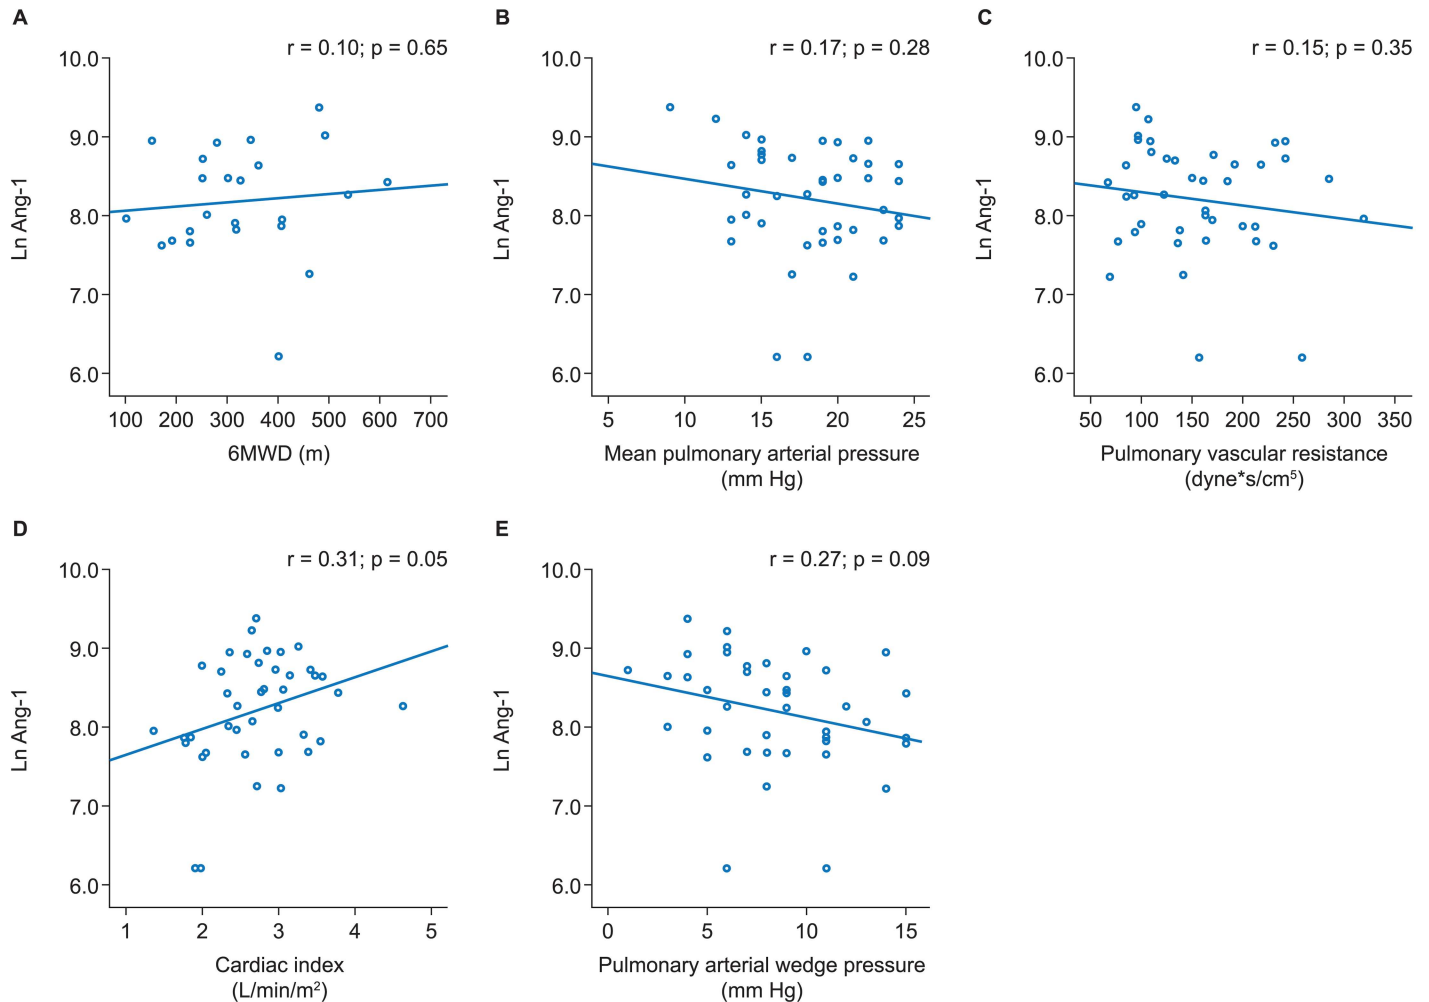 A
r = 0.10; p = 0.65
10.0
9.0
8.0
7.0
6.0
Ln Ang-1
100 200 300 400 500 600 700
6MWD (m)
B
r = 0.17; p = 0.28
10.0
9.0
8.0
7.0
6.0
Ln Ang-1
5 10 15 20 25
Mean pulmonary arterial pressure
(mm Hg)
C
r = 0.15; p = 0.35
10.0
9.0
8.0
7.0
6.0
Ln Ang-1
50 100 150 200 250 300 350
Pulmonary vascular resistance
(dyne*s/cm⁵)
D
r = 0.31; p = 0.05
10.0
9.0
8.0
7.0
6.0
Ln Ang-1
1 2 3 4 5
Cardiac index
(L/min/m²)
E
r = 0.27; p = 0.09
10.0
9.0
8.0
7.0
6.0
Ln Ang-1
0 5 10 15
Pulmonary arterial wedge pressure
(mm Hg)